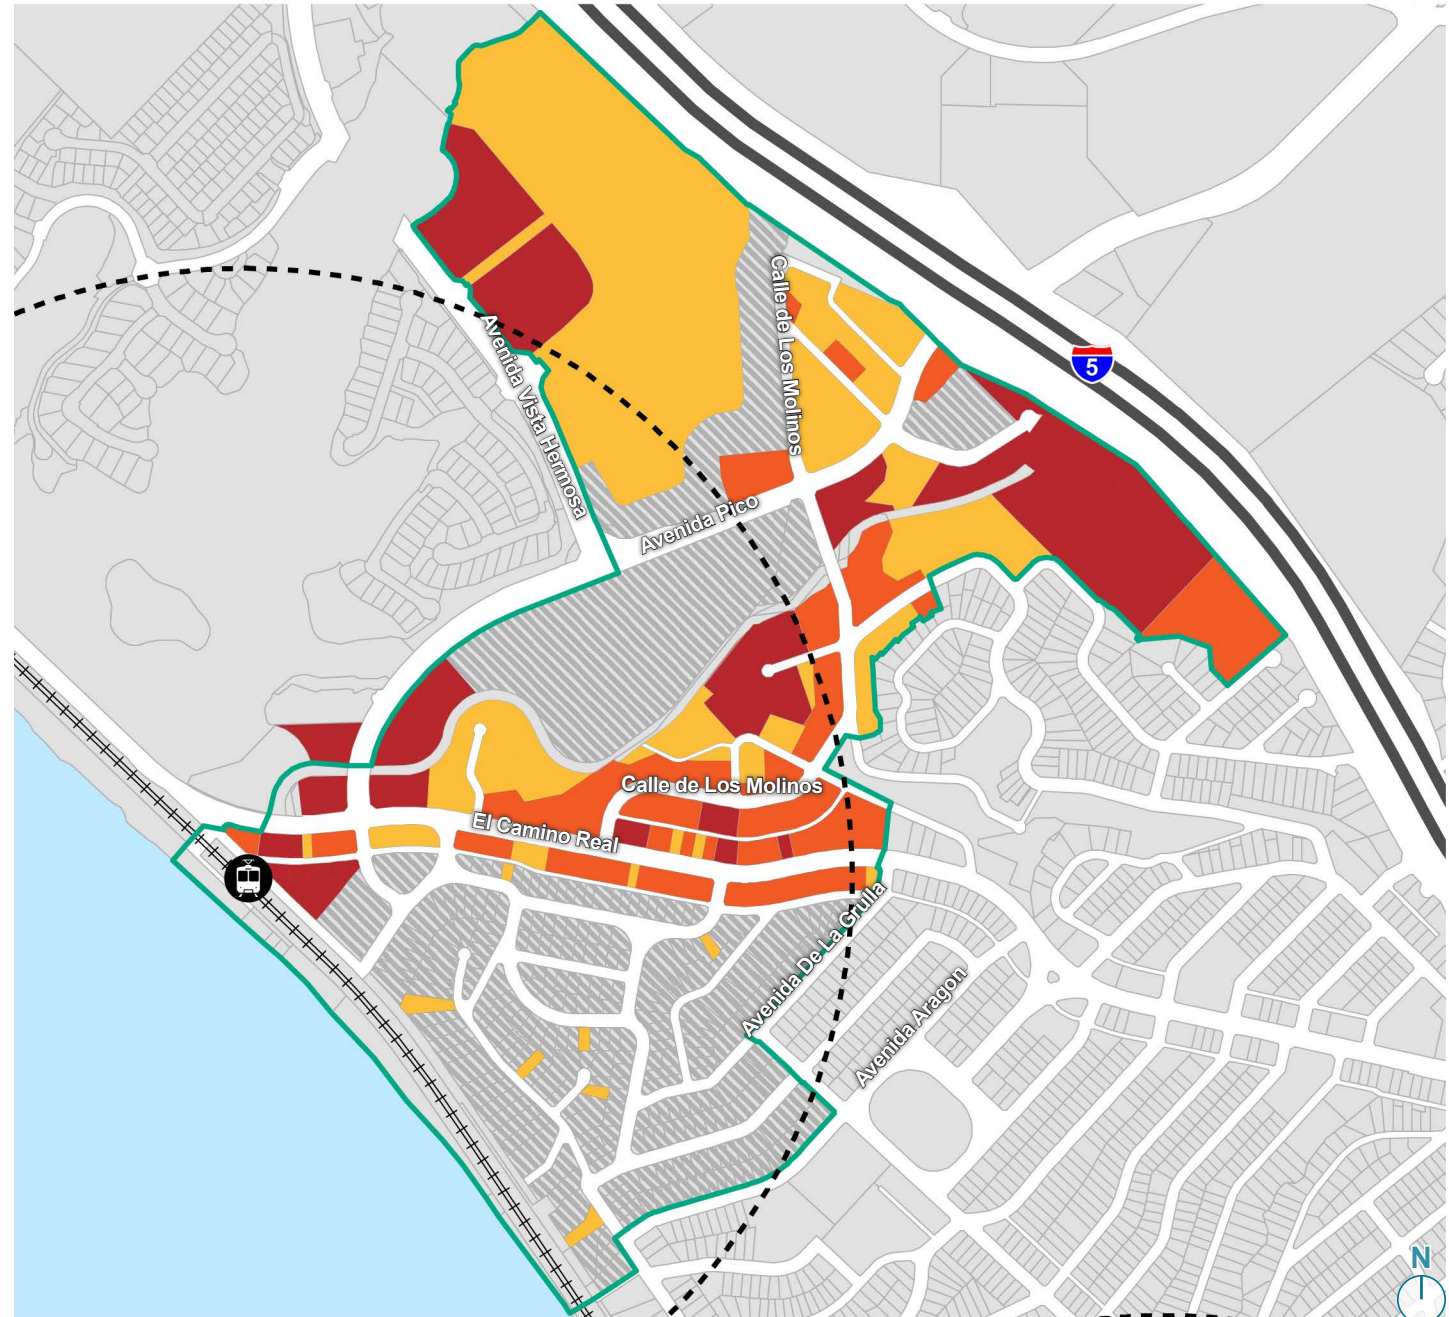 Calle de Los Molinos
Avenida Vista Hermosa
5
Avenida Pico
Calle de Los Molinos
El Camino Real
Avenida De La Grulla
Avenida Aragon
N